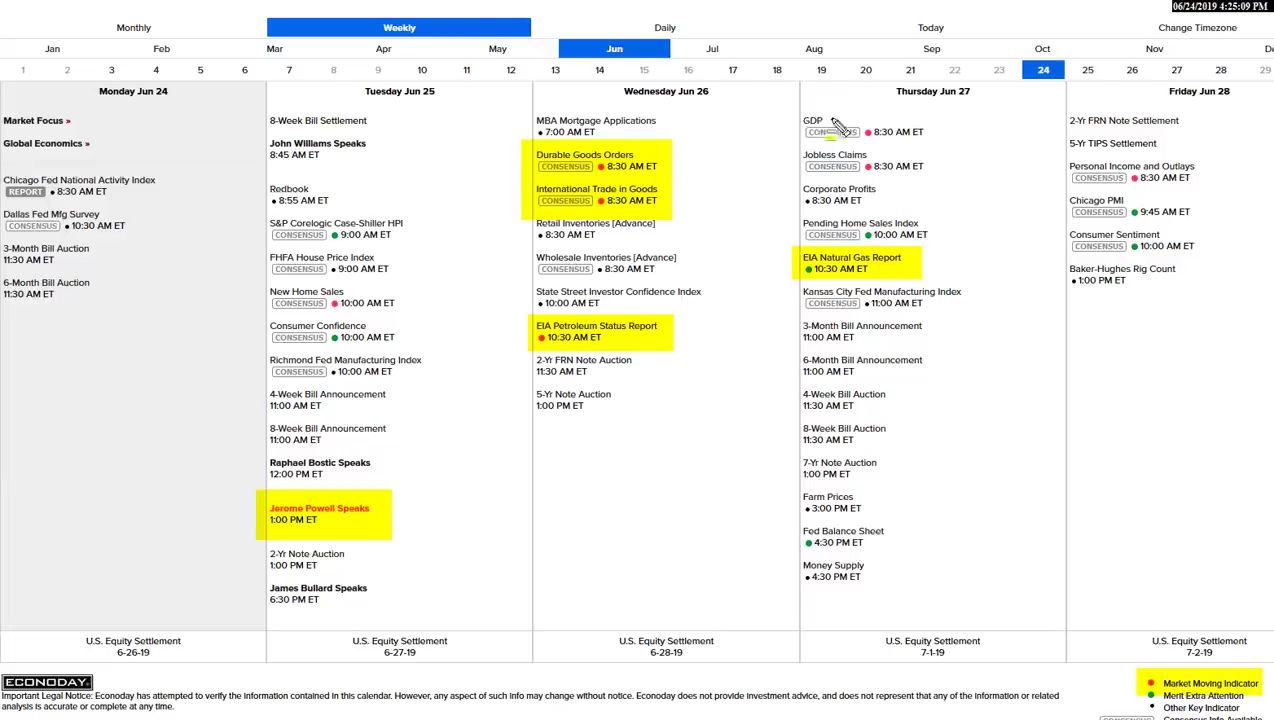 06/24/2019 4:25:09 PM
Monthly Weekly Daily Today Change Timezone
Jan Feb Mar Apr May Jun Jul Aug Sep Oct Nov
1 2 3 4 5 6 7 8 9 10 11 12 13 14 15 16 17 18 19 20 21 22 23 24 25 26 27 28 29
Monday Jun 24
Market Focus »
Global Economics »
Chicago Fed National Activity Index
REPORT • 8:30 AM ET
Dallas Fed Mfg Survey
CONSENSUS • 10:30 AM ET
3-Month Bill Auction
11:30 AM ET
6-Month Bill Auction
11:30 AM ET
U.S. Equity Settlement
6-26-19
Tuesday Jun 25
8-Week Bill Settlement
John Williams Speaks
8:45 AM ET
Redbook
• 8:55 AM ET
S&P Corelogic Case-Shiller HPI
CONSENSUS • 9:00 AM ET
FHFA House Price Index
CONSENSUS • 9:00 AM ET
New Home Sales
CONSENSUS • 10:00 AM ET
Consumer Confidence
CONSENSUS • 10:00 AM ET
Richmond Fed Manufacturing Index
CONSENSUS • 10:00 AM ET
4-Week Bill Announcement
11:00 AM ET
8-Week Bill Announcement
11:00 AM ET
Raphael Bostic Speaks
12:00 PM ET
Jerome Powell Speaks
1:00 PM ET
2-Yr Note Auction
1:00 PM ET
James Bullard Speaks
6:30 PM ET
U.S. Equity Settlement
6-27-19
Wednesday Jun 26
MBA Mortgage Applications
• 7:00 AM ET
Durable Goods Orders
CONSENSUS • 8:30 AM ET
International Trade in Goods
CONSENSUS • 8:30 AM ET
Retail Inventories [Advance]
• 8:30 AM ET
Wholesale Inventories [Advance]
CONSENSUS • 8:30 AM ET
State Street Investor Confidence Index
• 10:00 AM ET
EIA Petroleum Status Report
• 10:30 AM ET
2-Yr FRN Note Auction
11:30 AM ET
5-Yr Note Auction
1:00 PM ET
U.S. Equity Settlement
6-28-19
Thursday Jun 27
GDP
CONSENSUS • 8:30 AM ET
Jobless Claims
CONSENSUS • 8:30 AM ET
Corporate Profits
• 8:30 AM ET
Pending Home Sales Index
CONSENSUS • 10:00 AM ET
EIA Natural Gas Report
• 10:30 AM ET
Kansas City Fed Manufacturing Index
CONSENSUS • 11:00 AM ET
3-Month Bill Announcement
11:00 AM ET
6-Month Bill Announcement
11:00 AM ET
4-Week Bill Auction
11:30 AM ET
8-Week Bill Auction
11:30 AM ET
7-Yr Note Auction
1:00 PM ET
Farm Prices
• 3:00 PM ET
Fed Balance Sheet
• 4:30 PM ET
Money Supply
• 4:30 PM ET
U.S. Equity Settlement
7-1-19
Friday Jun 28
2-Yr FRN Note Settlement
5-Yr TIPS Settlement
Personal Income and Outlays
CONSENSUS • 8:30 AM ET
Chicago PMI
CONSENSUS • 9:45 AM ET
Consumer Sentiment
CONSENSUS • 10:00 AM ET
Baker-Hughes Rig Count
• 1:00 PM ET
U.S. Equity Settlement
7-2-19
ECONODAY
Important Legal Notice: Econoday has attempted to verify the information contained in this calendar. However, any aspect of such info may change without notice. Econoday does not provide investment advice, and does not represent that any of the information or related
analysis is accurate or complete at any time.
• Market Moving Indicator
• Merit Extra Attention
• Other Key Indicator